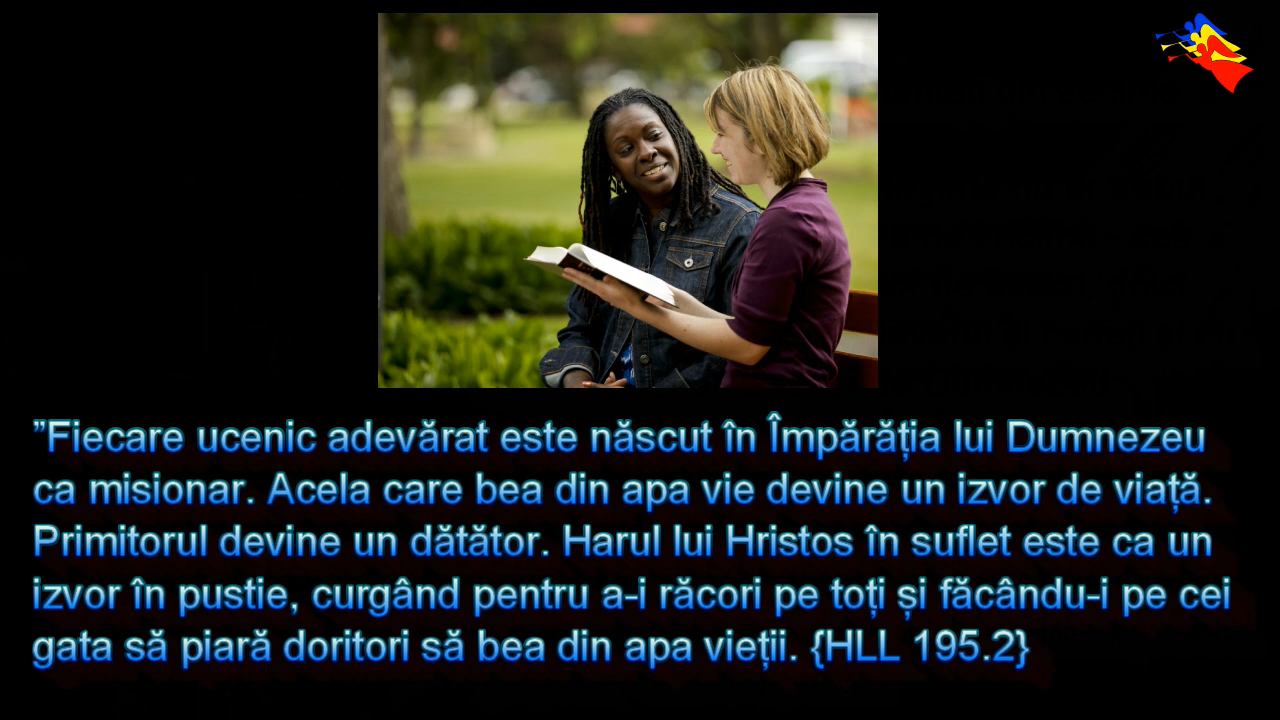 ”Fiecare ucenic adevărat este născut în Împărăția lui Dumnezeu
ca misionar. Acela care bea din apa vie devine un izvor de viață.
Primitorul devine un dătător. Harul lui Hristos în suflet este ca un
izvor în pustie, curgând pentru a-i răcori pe toți și făcându-i pe cei
gata să piară doritori să bea din apa vieții. {HLL 195.2}